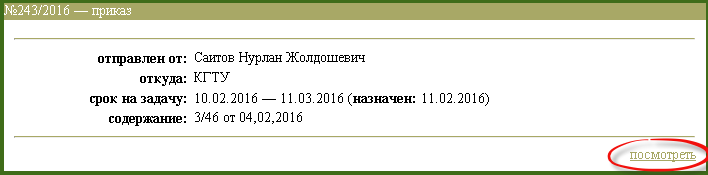 №243/2016 — приказ
отправлен от: Саитов Нурлан Жолдошевич
откуда: КГТУ
срок на задачу: 10.02.2016 — 11.03.2016 (назначен: 11.02.2016)
содержание: 3/46 от 04,02,2016
посмотреть